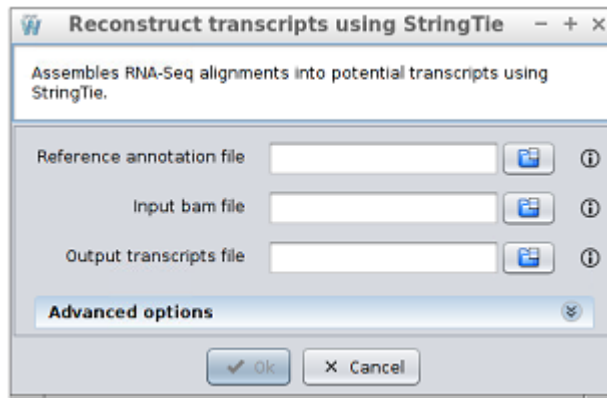 Reconstruct transcripts using StringTie
Assembles RNA-Seq alignments into potential transcripts using
StringTie.
Reference annotation file
Input bam file
Output transcripts file
Advanced options
Ok
Cancel